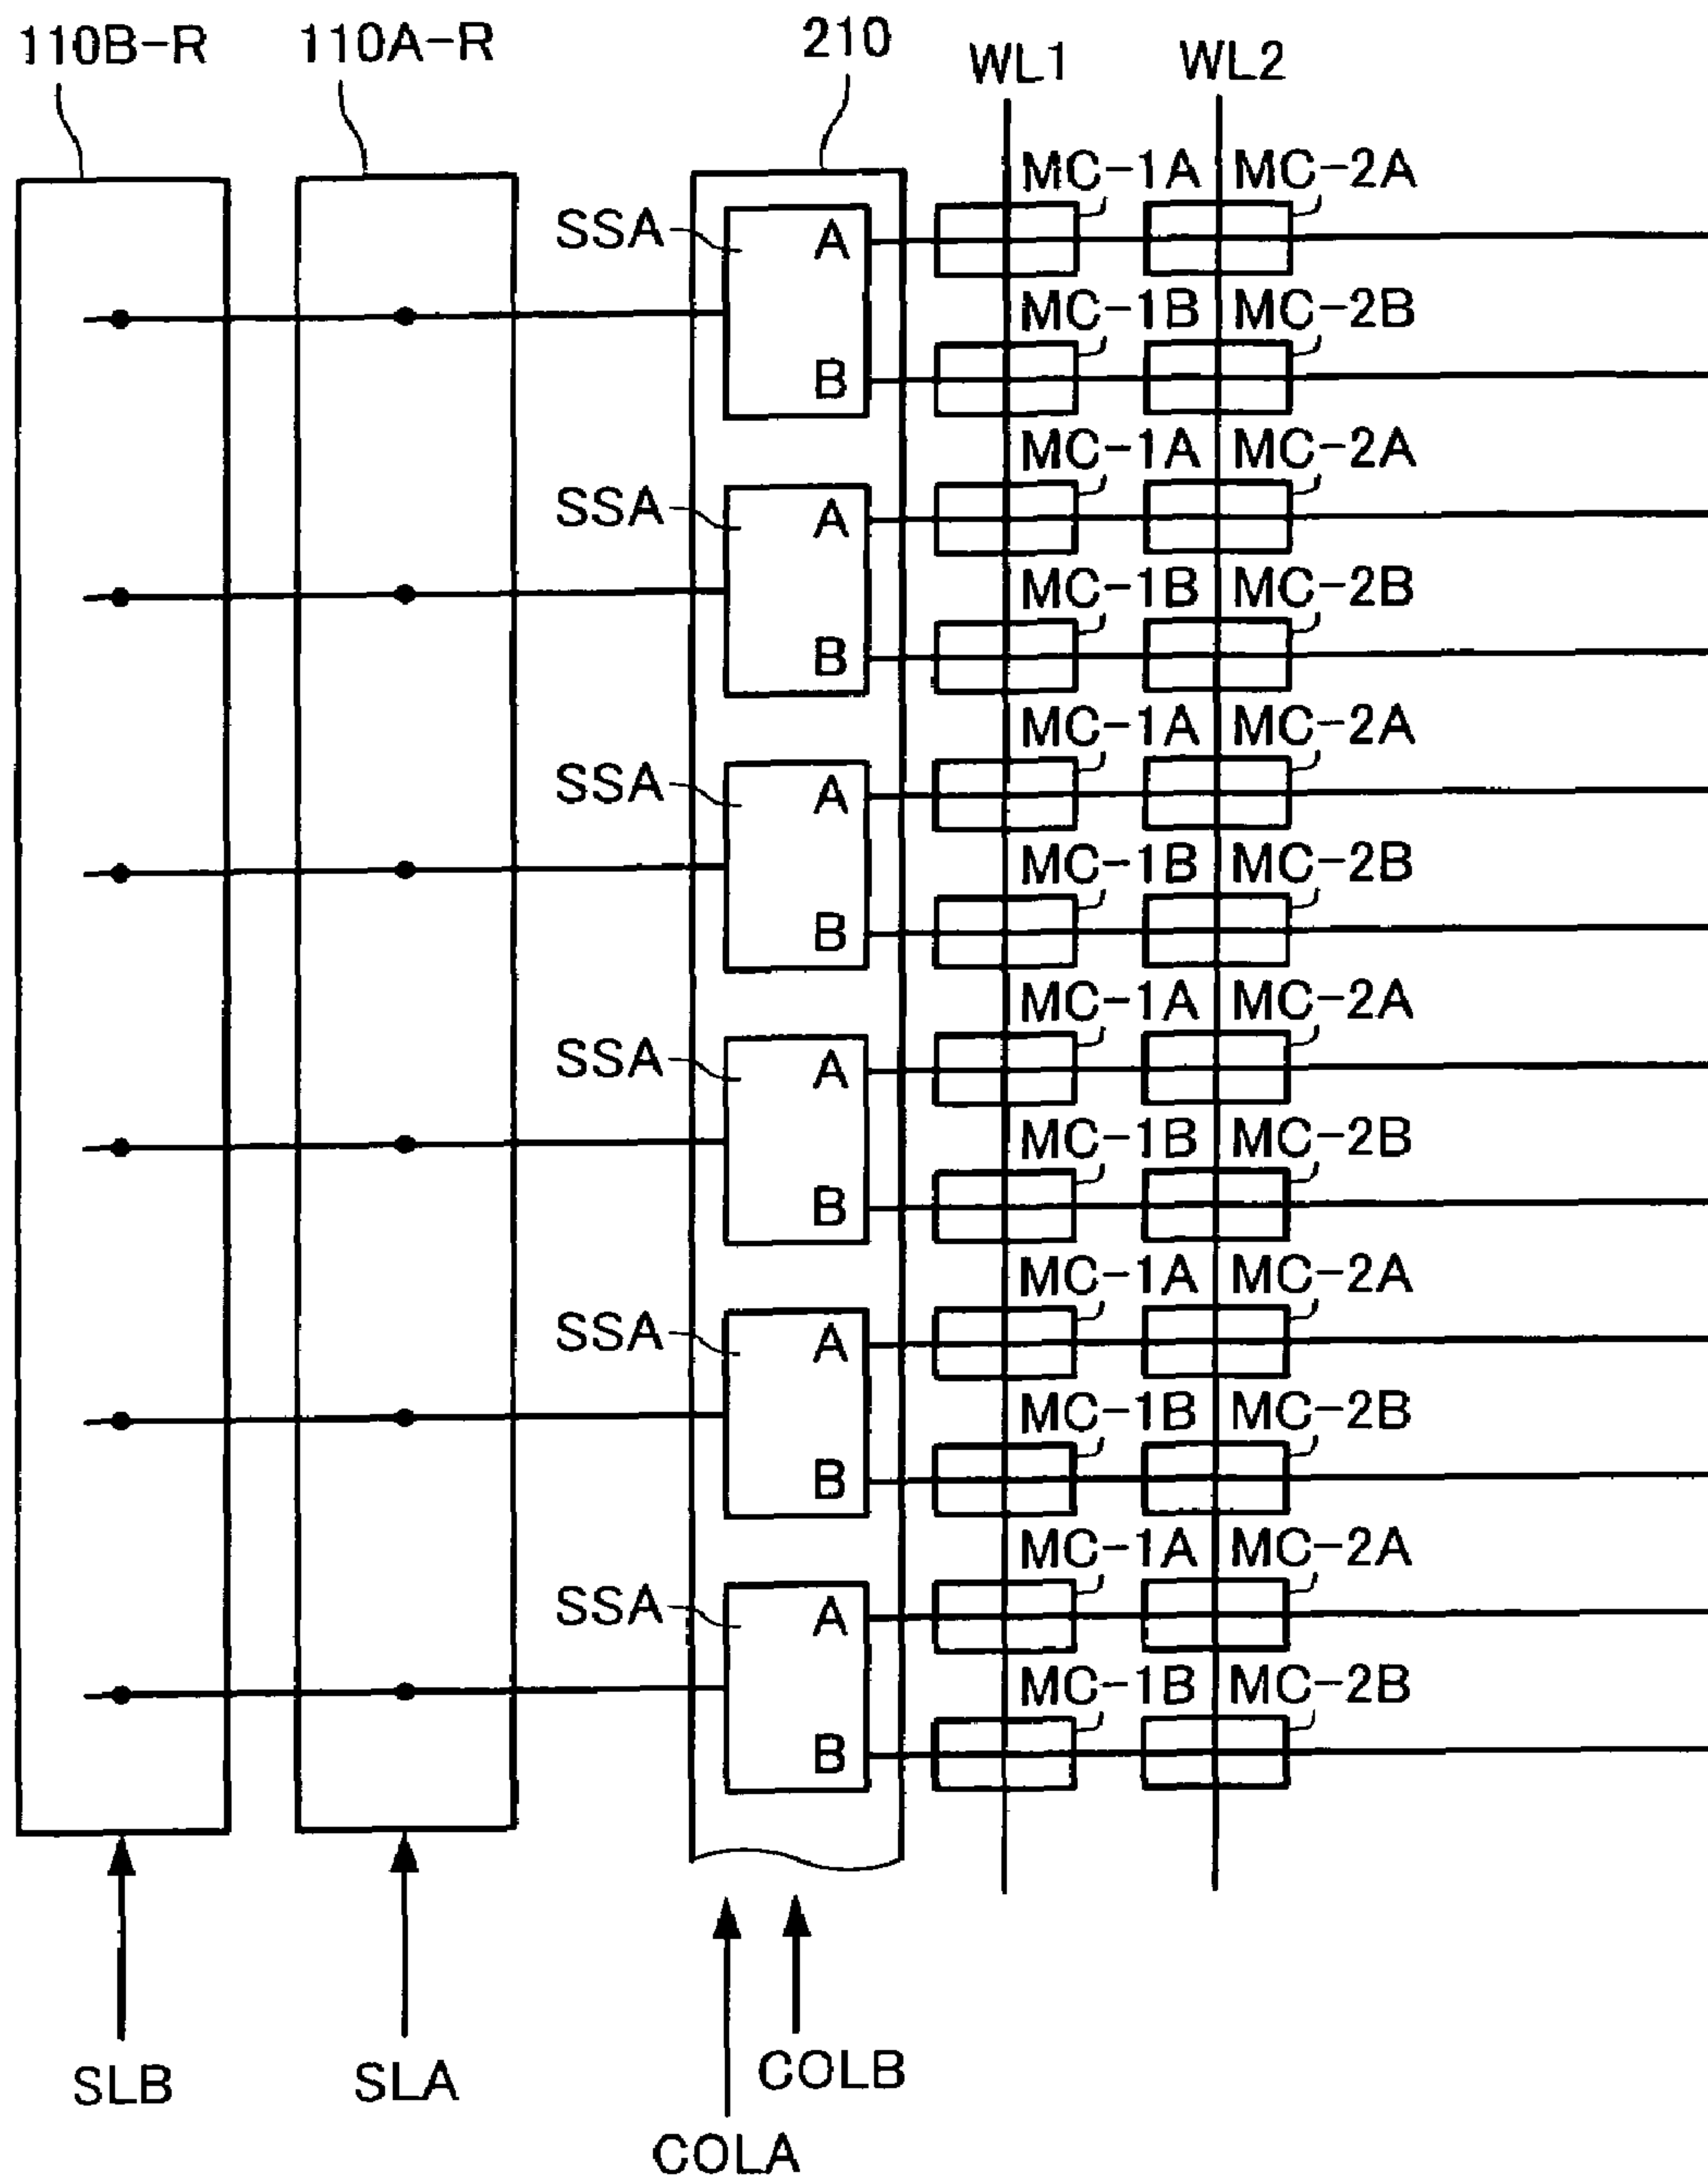 110B-R 110A-R 210 WL1 WL2
MC-1A MC-2A
SSA A
MC-1B MC-2B
B
MC-1A MC-2A
SSA A
MC-1B MC-2B
B
MC-1A MC-2A
SSA A
MC-1B MC-2B
B
MC-1A MC-2A
SSA A
MC-1B MC-2B
B
MC-1A MC-2A
SSA A
MC-1B MC-2B
B
MC-1A MC-2A
SSA A
MC-1B MC-2B
B
SLB SLA COLB
COLA